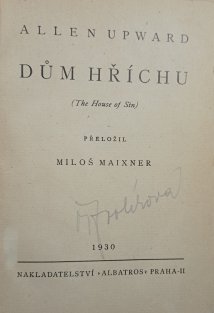 ALLEN UPWARD
DŮM HŘÍCHU
(The House of Sin)
PŘELOŽIL
MILOŠ MAIXNER
1930
NAKLADATELSTVÍ »ALBATROS« PRAHA-II